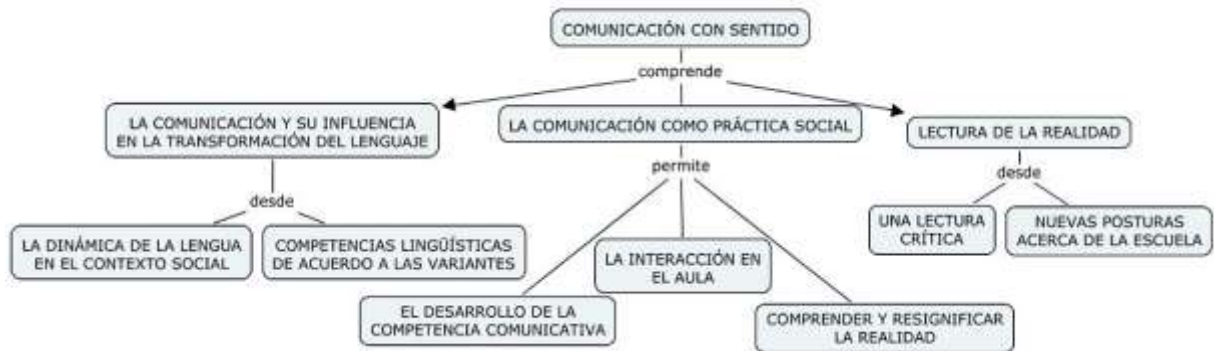 COMUNICACIÓN CON SENTIDO
comprende
LA COMUNICACIÓN Y SU INFLUENCIA
EN LA TRANSFORMACIÓN DEL LENGUAJE
LA COMUNICACIÓN COMO PRÁCTICA SOCIAL
LECTURA DE LA REALIDAD
desde
permite
desde
LA DINÁMICA DE LA LENGUA
EN EL CONTEXTO SOCIAL
COMPETENCIAS LINGÜÍSTICAS
DE ACUERDO A LAS VARIANTES
LA INTERACCIÓN EN
EL AULA
UNA LECTURA
CRÍTICA
NUEVAS POSTURAS
ACERCA DE LA ESCUELA
EL DESARROLLO DE LA
COMPETENCIA COMUNICATIVA
COMPRENDER Y RESIGNIFICAR
LA REALIDAD